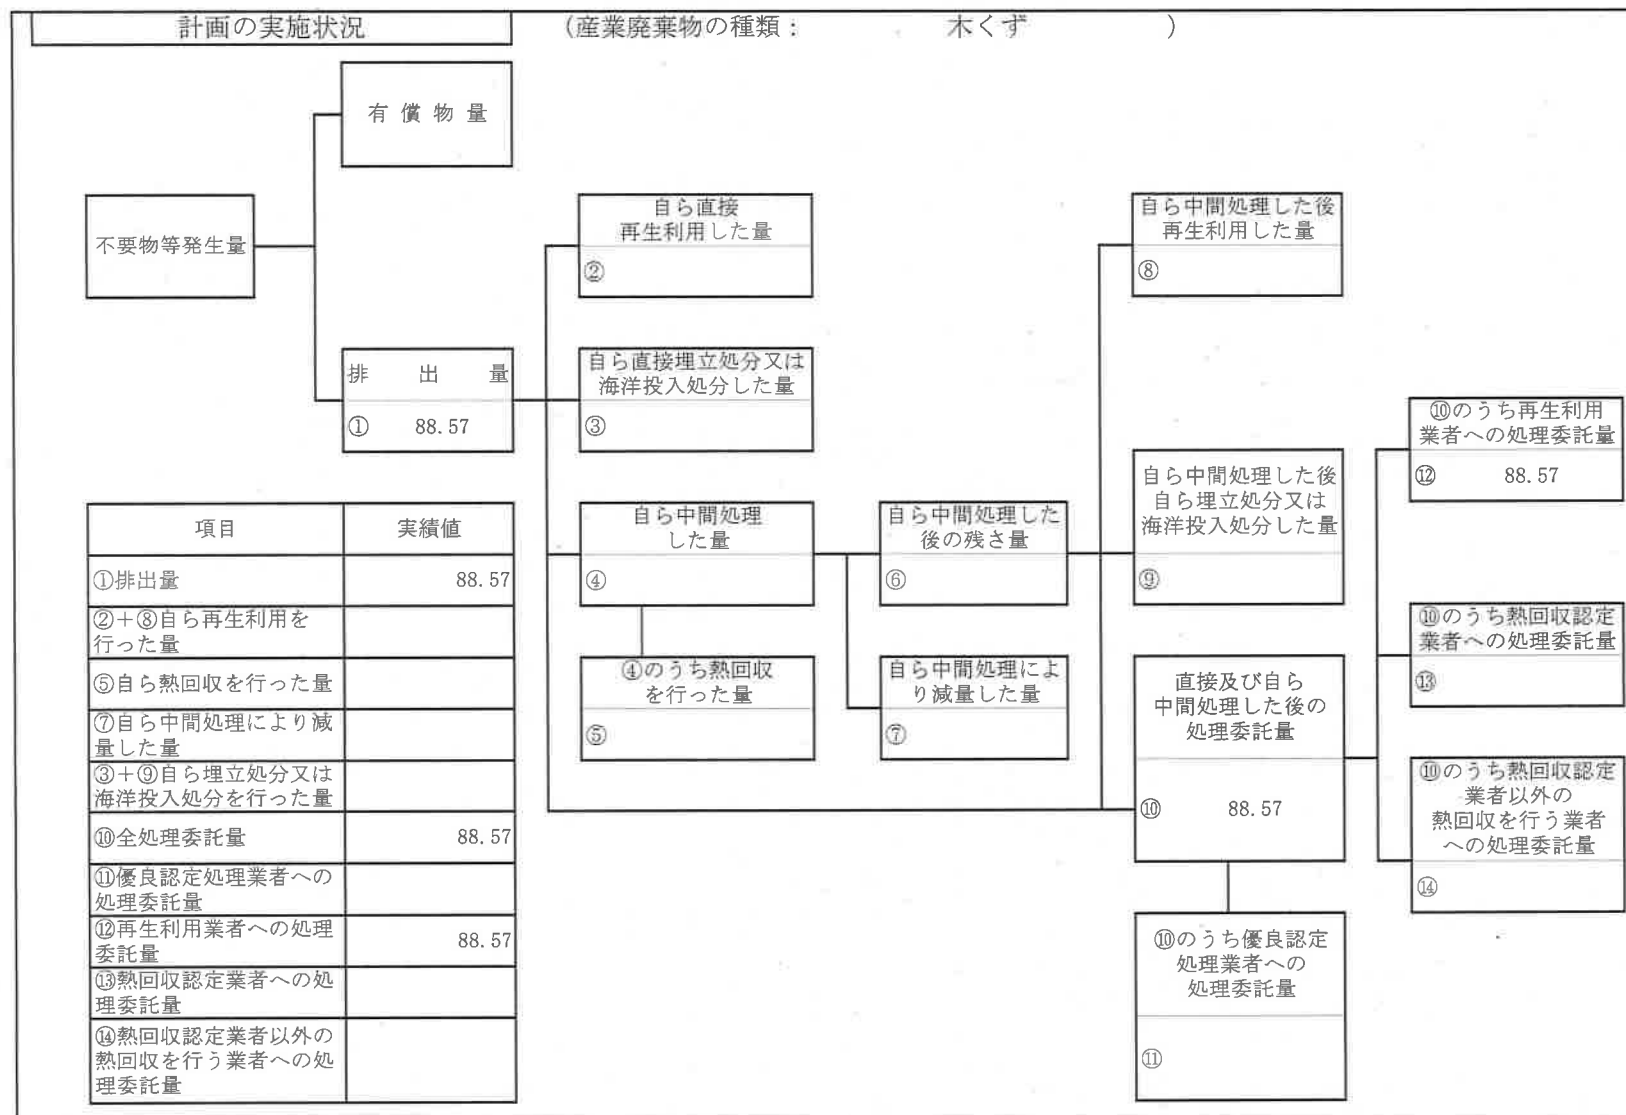 計画の実施状況 (産業廃棄物の種類： 木くず )
有償物量
不要物等発生量
排出量
① 88.57
自ら直接
再生利用した量
②
自ら直接埋立処分又は
海洋投入処分した量
③
自ら中間処理
した量
④
④のうち熱回収
を行った量
⑤
自ら中間処理した
後の残さ量
⑥
自ら中間処理によ
り減量した量
⑦
自ら中間処理した後
再生利用した量
⑧
自ら中間処理した後
自ら埋立処分又は
海洋投入処分した量
⑨
直接及び自ら
中間処理した後の
処理委託量
⑩ 88.57
⑩のうち優良認定
処理業者への
処理委託量
⑪
⑩のうち再生利用
業者への処理委託量
⑫ 88.57
⑩のうち熱回収認定
業者への処理委託量
⑬
⑩のうち熱回収認定
業者以外の
熱回収を行う業者
への処理委託量
⑭
項目 実績値
①排出量 88.57
②＋⑧自ら再生利用を
行った量
⑤自ら熱回収を行った量
⑦自ら中間処理により減
量した量
③＋⑨自ら埋立処分又は
海洋投入処分を行った量
⑩全処理委託量 88.57
⑪優良認定処理業者への
処理委託量
⑫再生利用業者への処理
委託量 88.57
⑬熱回収認定業者への処
理委託量
⑭熱回収認定業者以外の
熱回収を行う業者への処
理委託量